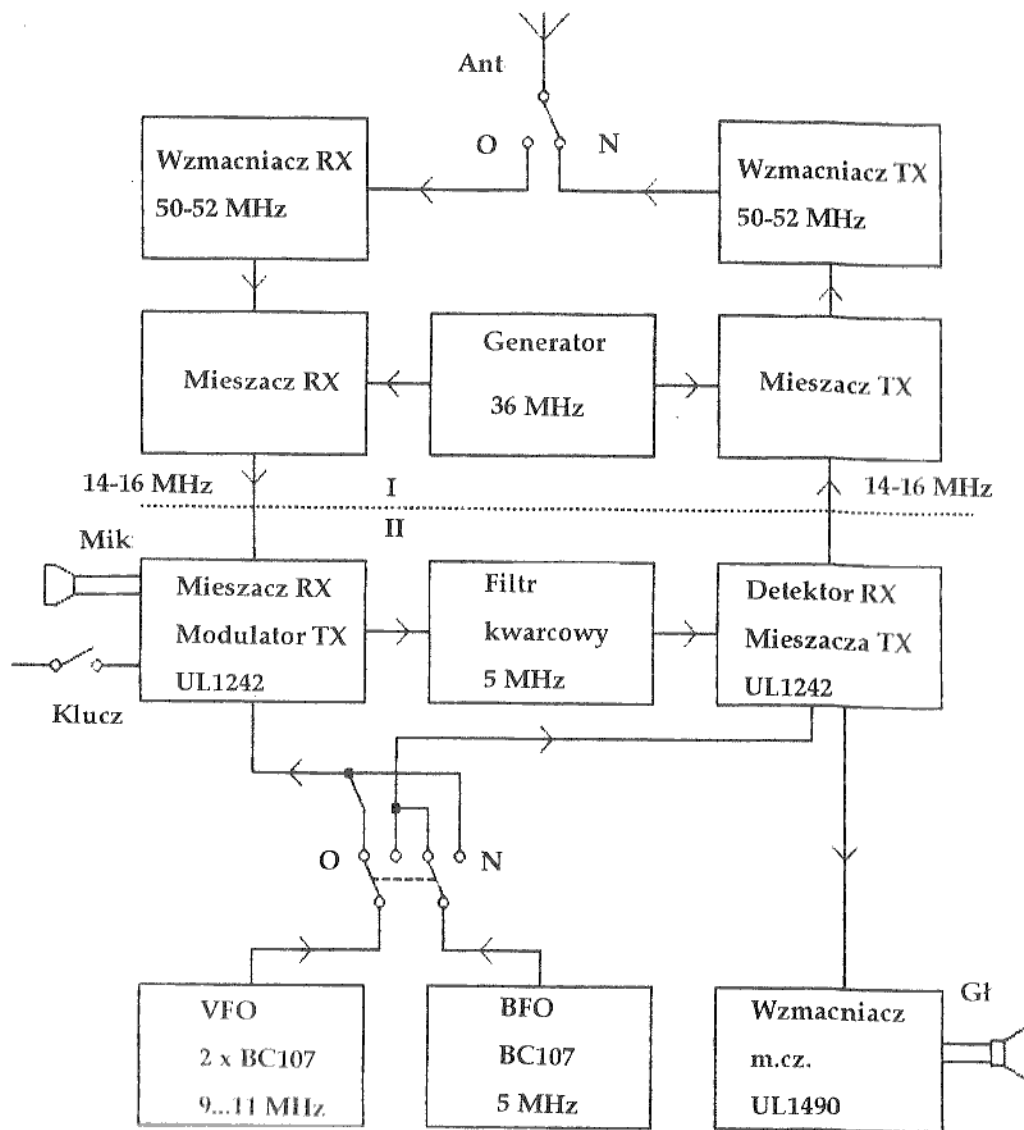 Ant
O
N
Wzmacniacz RX
50-52 MHz
Wzmacniacz TX
50-52 MHz
Mieszacz RX
Generator
36 MHz
Mieszacz TX
14-16 MHz
I
14-16 MHz
II
Mik
Mieszacz RX
Modulator TX
UL1242
Filtr
kwarcowy
5 MHz
Detektor RX
Mieszacza TX
UL1242
Klucz
O
N
VFO
2 x BC107
9...11 MHz
BFO
BC107
5 MHz
Wzmacniacz
m.cz.
UL1490
Gł